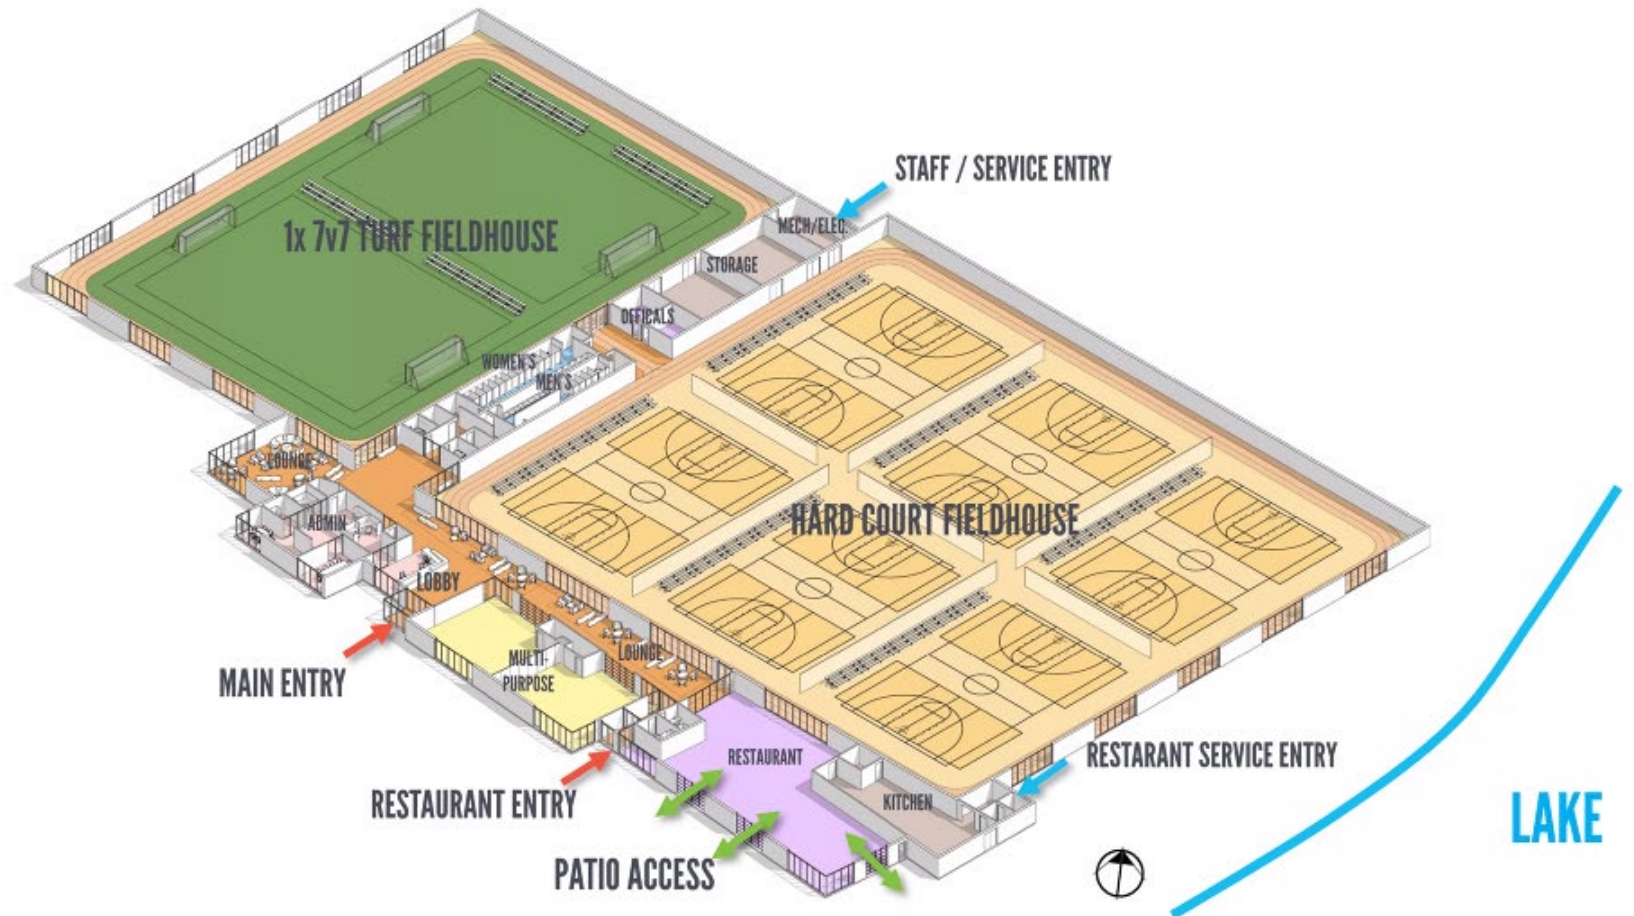 STAFF / SERVICE ENTRY
MECH/ELEC.
1x 7v7 TURF FIELDHOUSE
STORAGE
OFFICALS
WOMEN'S
MEN'S
LOUNGE
ADMIN
HARD COURT FIELDHOUSE
LOBBY
MAIN ENTRY
MULTI-
PURPOSE
LOUNGE
RESTAURANT
RESTARANT SERVICE ENTRY
RESTAURANT ENTRY
KITCHEN
LAKE
PATIO ACCESS